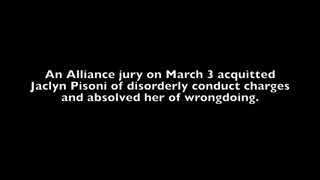 An Alliance jury on March 3 acquitted
Jaclyn Pisoni of disorderly conduct charges
and absolved her of wrongdoing.